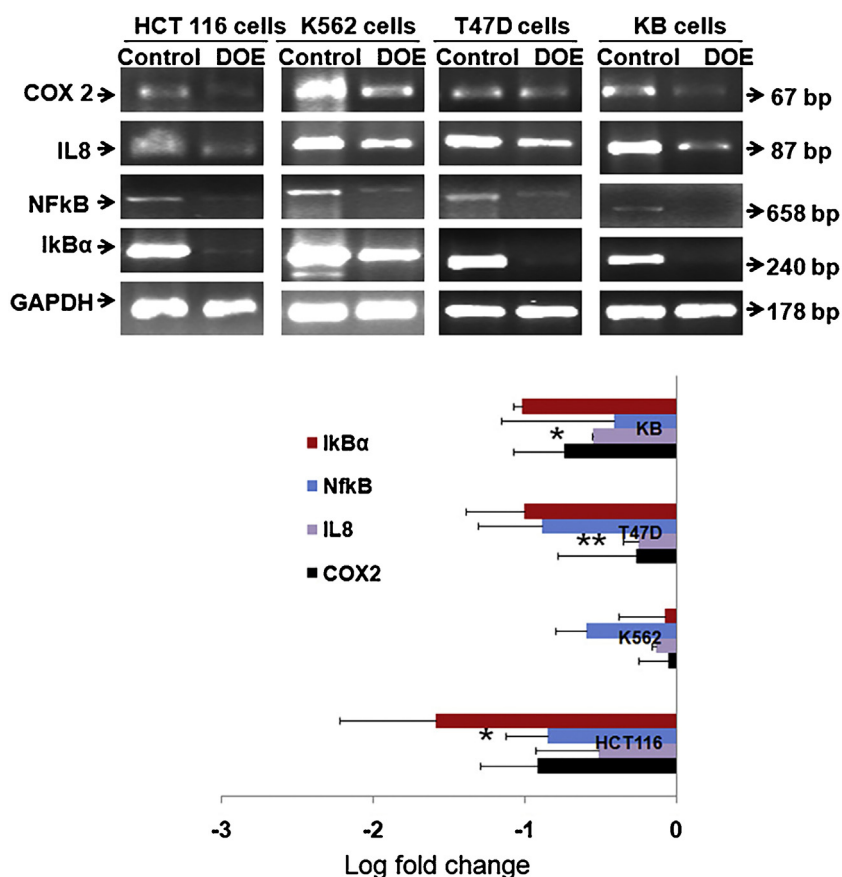 HCT 116 cells K562 cells T47D cells KB cells
Control DOE Control DOE Control DOE Control DOE
COX 2 67 bp
IL8 87 bp
NFkB 658 bp
IkBα 240 bp
GAPDH 178 bp
IkBα
NfkB
IL8
COX2
KB
*
T47D
**
K562
HCT116
*
-3 -2 -1 0
Log fold change